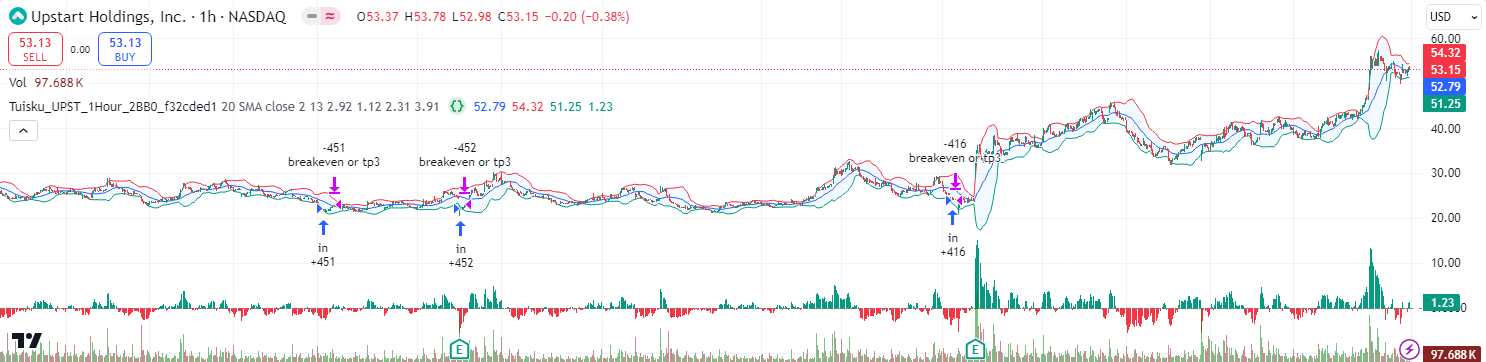 Upstart Holdings, Inc. · 1h · NASDAQ O53.37 H53.78 L52.98 C53.15 −0.20 (−0.38%)
USD
53.13 SELL
0.00
53.13 BUY
Vol 97.688 K
Tuisku_UPST_1Hour_2BB0_f32cded1 20 SMA close 2 13 2.92 1.12 2.31 3.91 {} 52.79 54.32 51.25 1.23
60.00
54.32
53.15
52.79
51.25
40.00
30.00
20.00
10.00
1.23
97.688 K
-451
breakeven or tp3
in
+451
-452
breakeven or tp3
in
+452
-416
breakeven or tp3
in
+416
E
E